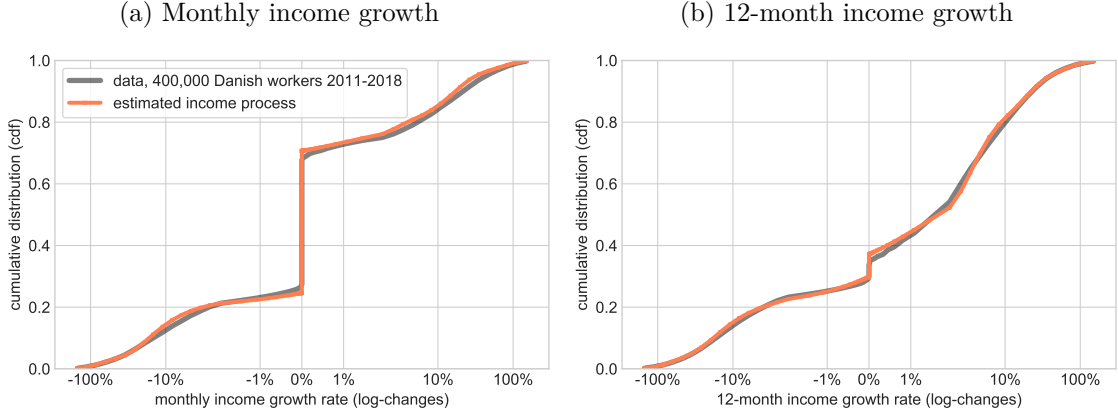 (a) Monthly income growth
(b) 12-month income growth
cumulative distribution (cdf)
1.0
0.8
0.6
0.4
0.2
0.0
data, 400,000 Danish workers 2011-2018
estimated income process
-100% -10% -1% 0% 1% 10% 100%
monthly income growth rate (log-changes)
cumulative distribution (cdf)
1.0
0.8
0.6
0.4
0.2
0.0
-100% -10% -1% 0% 1% 10% 100%
12-month income growth rate (log-changes)